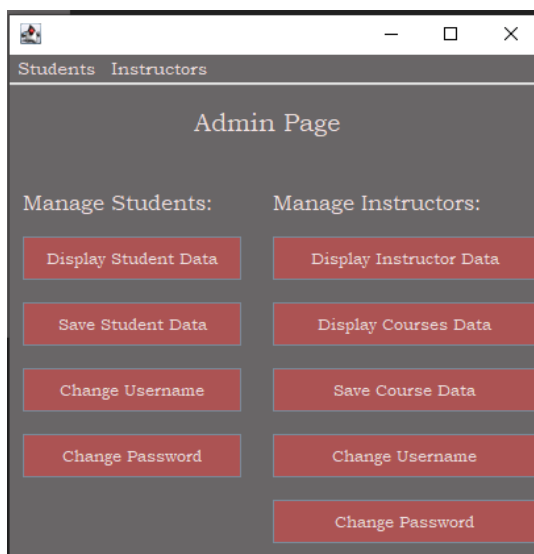 Students Instructors
Admin Page
Manage Students:
Display Student Data
Save Student Data
Change Username
Change Password
Manage Instructors:
Display Instructor Data
Display Courses Data
Save Course Data
Change Username
Change Password